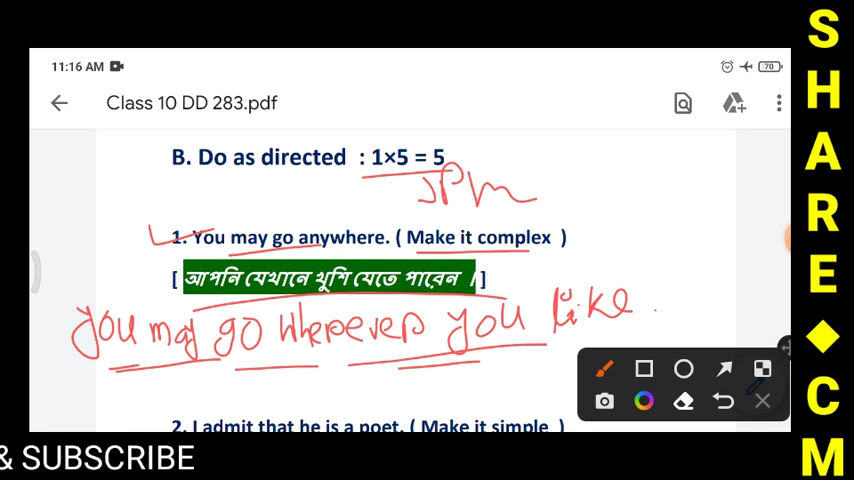 11:16 AM
70
Class 10 DD 283.pdf
B. Do as directed : 1×5 = 5
1. You may go anywhere. ( Make it complex )
[ আপনি যেখানে খুশি যেতে পারেন । ]
You may go wherever you like.
2. I admit that he is a poet. ( Make it simple )
& SUBSCRIBE
SHARE◆CM